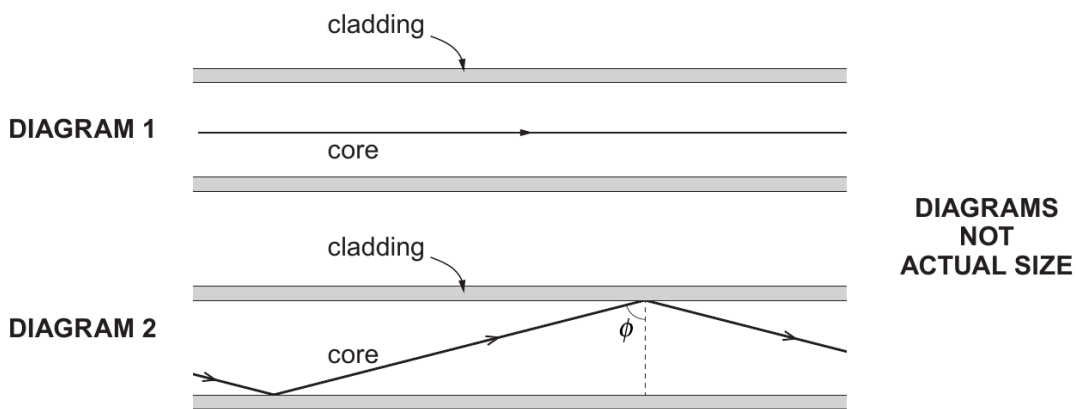 cladding
DIAGRAM 1
core
DIAGRAMS
NOT
ACTUAL SIZE
cladding
DIAGRAM 2
ϕ
core